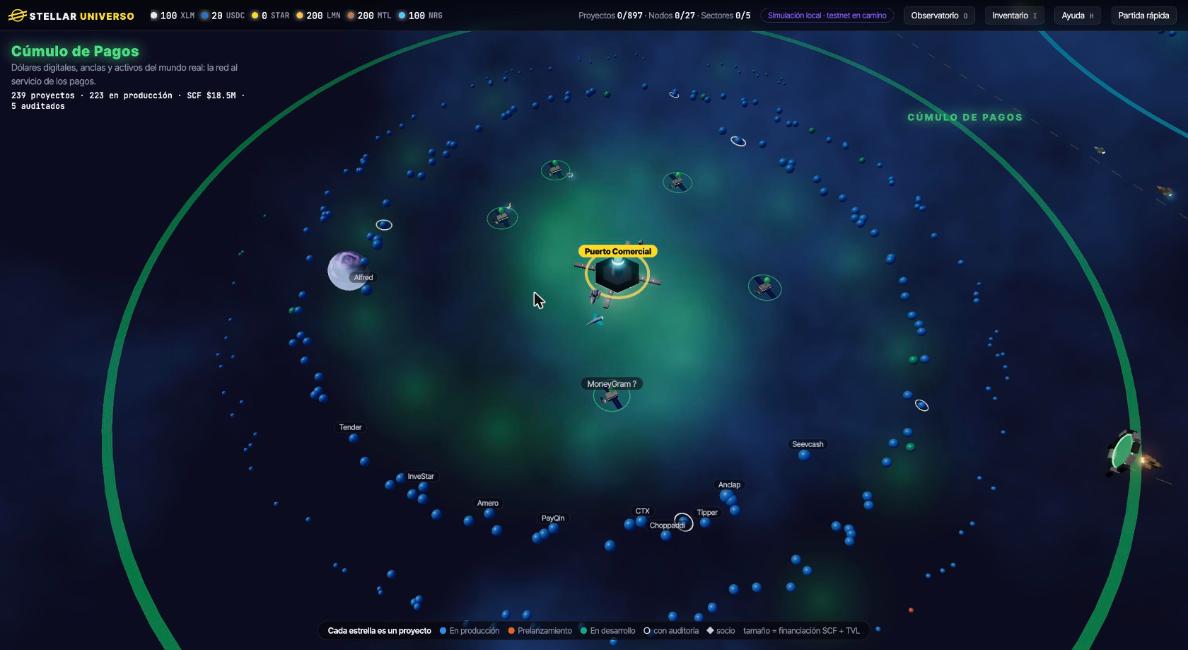 STELLAR UNIVERSO
100 XLM 20 USDC 0 STAR 200 LMN 200 MTL 100 NRG
Proyectos 0/897 · Nodos 0/27 · Sectores 0/5
Simulación local · testnet en camino
Observatorio O
Inventario I
Ayuda H
Partida rápida
Cúmulo de Pagos
Dólares digitales, anclas y activos del mundo real: la red al
servicio de los pagos.
239 proyectos · 223 en producción · SCF $18.5M ·
5 auditados
CÚMULO DE PAGOS
Puerto Comercial
Alfred
MoneyGram ?
Tender
Seevcash
InveStar
Anclap
Amero
CTX
Tipper
PayQin
Choppaddi
Cada estrella es un proyecto
En producción
Prelanzamiento
En desarrollo
con auditoría
socio
tamaño = financiación SCF + TVL